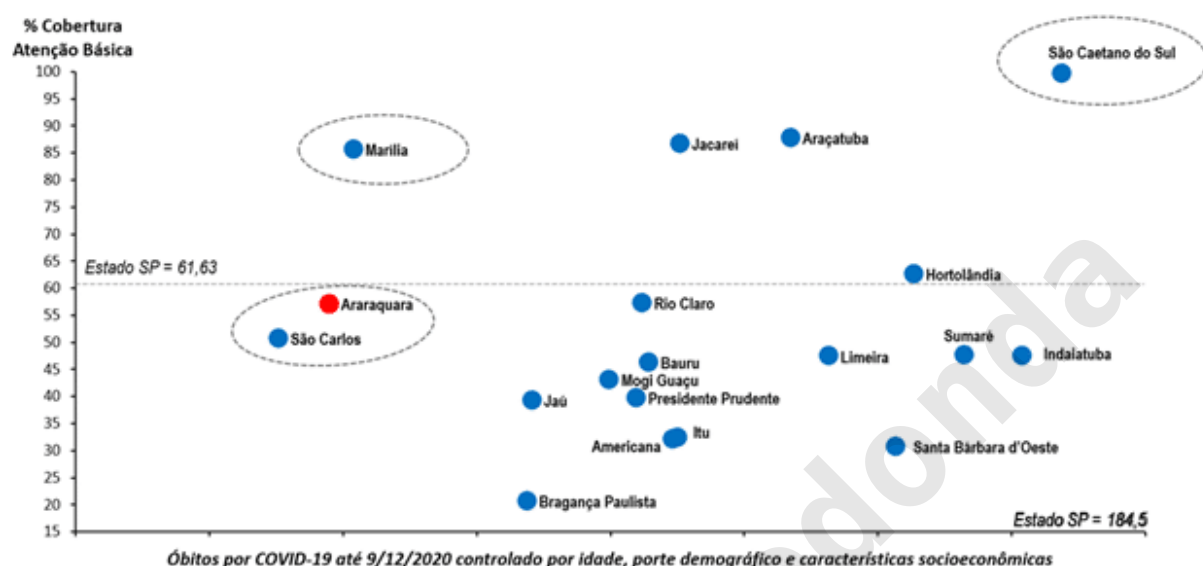 % Cobertura
Atenção Básica
São Caetano do Sul
100
95
90
Araçatuba
Jacareí
85
Marília
80
75
70
65
Estado SP = 61,63
Hortolândia
60
Araraquara
Rio Claro
55
São Carlos
50
Sumaré
Limeira
Indaiatuba
45
Bauru
Mogi Guaçu
40
Jaú
Presidente Prudente
35
Americana
Itu
30
Santa Bárbara d'Oeste
25
20
Bragança Paulista
15
Estado SP = 184,5
Óbitos por COVID-19 até 9/12/2020 controlado por idade, porte demográfico e características socioeconômicas